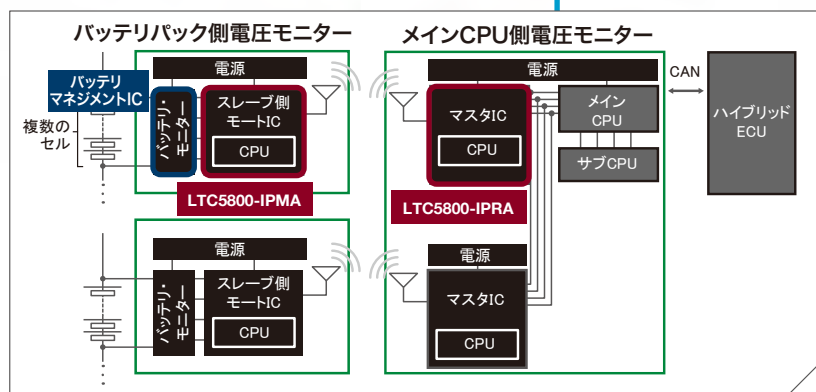 バッテリパック側電圧モニター
メインCPU側電圧モニター
電源
バッテリ
マネジメントIC
複数の
セル
バッテリ・
モニター
スレーブ側
モートIC
CPU
LTC5800-IPMA
電源
マスタIC
CPU
LTC5800-IPRA
メイン
CPU
サブCPU
CAN
ハイブリッド
ECU
電源
バッテリ・
モニター
スレーブ側
モートIC
CPU
電源
マスタIC
CPU